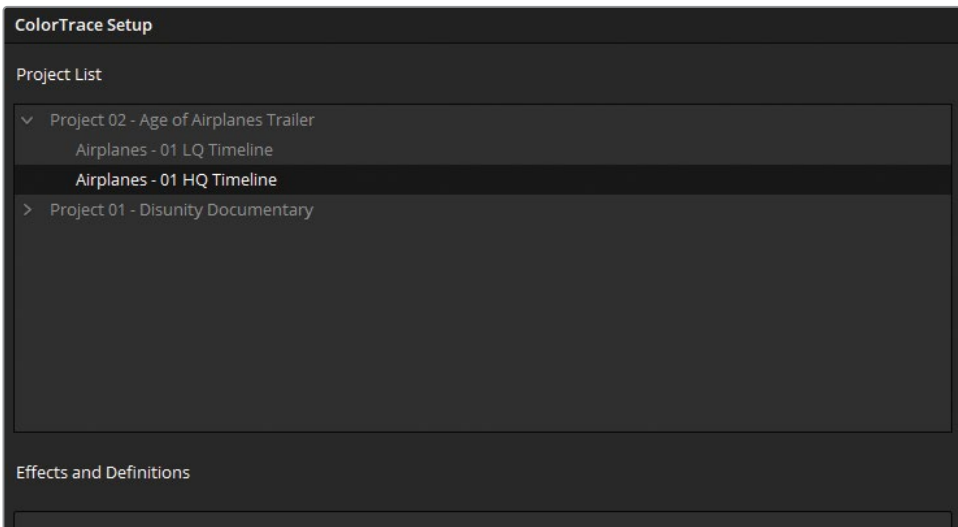 ColorTrace Setup
Project List
Project 02 - Age of Airplanes Trailer
Airplanes - 01 LQ Timeline
Airplanes - 01 HQ Timeline
Project 01 - Disunity Documentary
Effects and Definitions